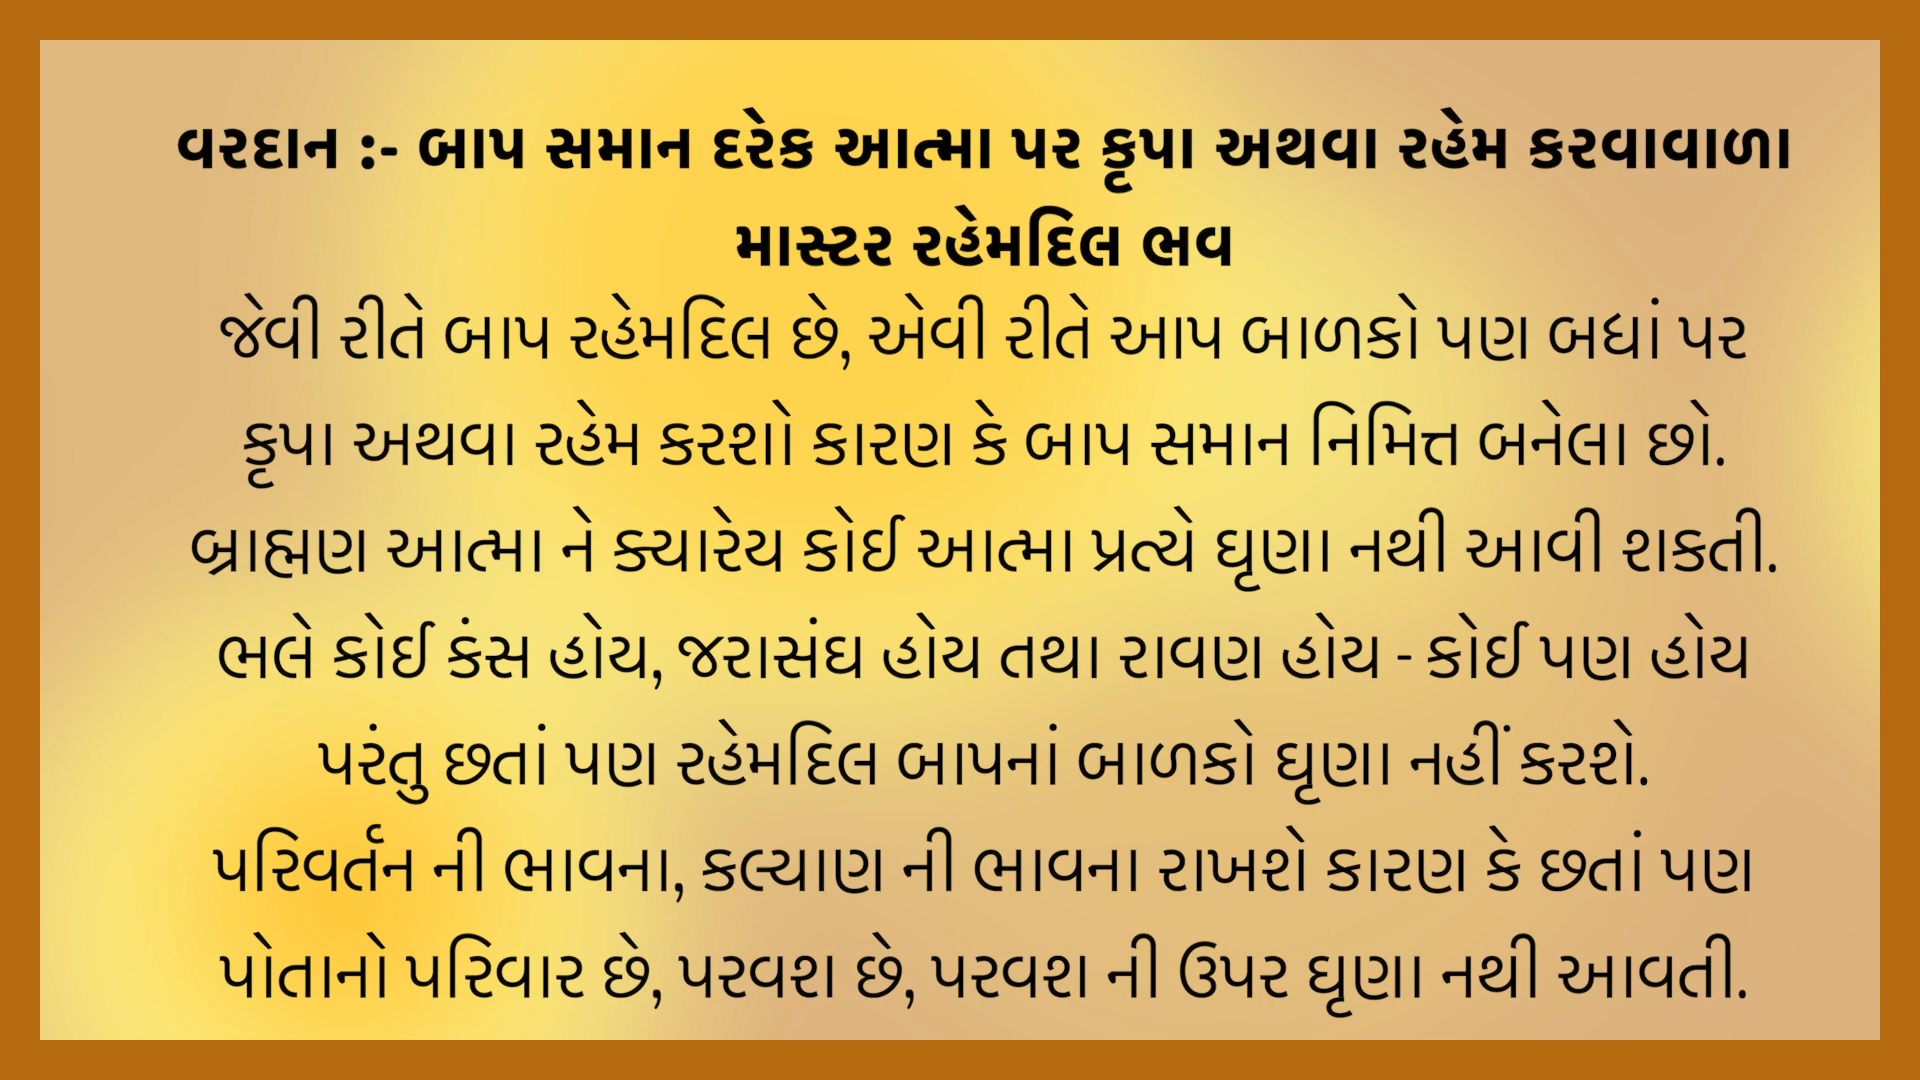 વરદાન :- બાપ સમાન દરેક આત્મા પર કૃપા અથવા રહેમ કરવાવાળા
માસ્ટર રહેમદિલ ભવ
જેવી રીતે બાપ રહેમદિલ છે, એવી રીતે આપ બાળકો પણ બધાં પર
કૃપા અથવા રહેમ કરશો કારણ કે બાપ સમાન નિમિત્ત બનેલા છો.
બ્રાહ્મણ આત્મા ને ક્યારેય કોઈ આત્મા પ્રત્યે ઘૃણા નથી આવી શકતી.
ભલે કોઈ કંસ હોય, જરાસંઘ હોય તથા રાવણ હોય - કોઈ પણ હોય
પરંતુ છતાં પણ રહેમદિલ બાપનાં બાળકો ઘૃણા નહીં કરશે.
પરિવર્તન ની ભાવના, કલ્યાણ ની ભાવના રાખશે કારણ કે છતાં પણ
પોતાનો પરિવાર છે, પરવશ છે, પરવશ ની ઉપર ઘૃણા નથી આવતી.